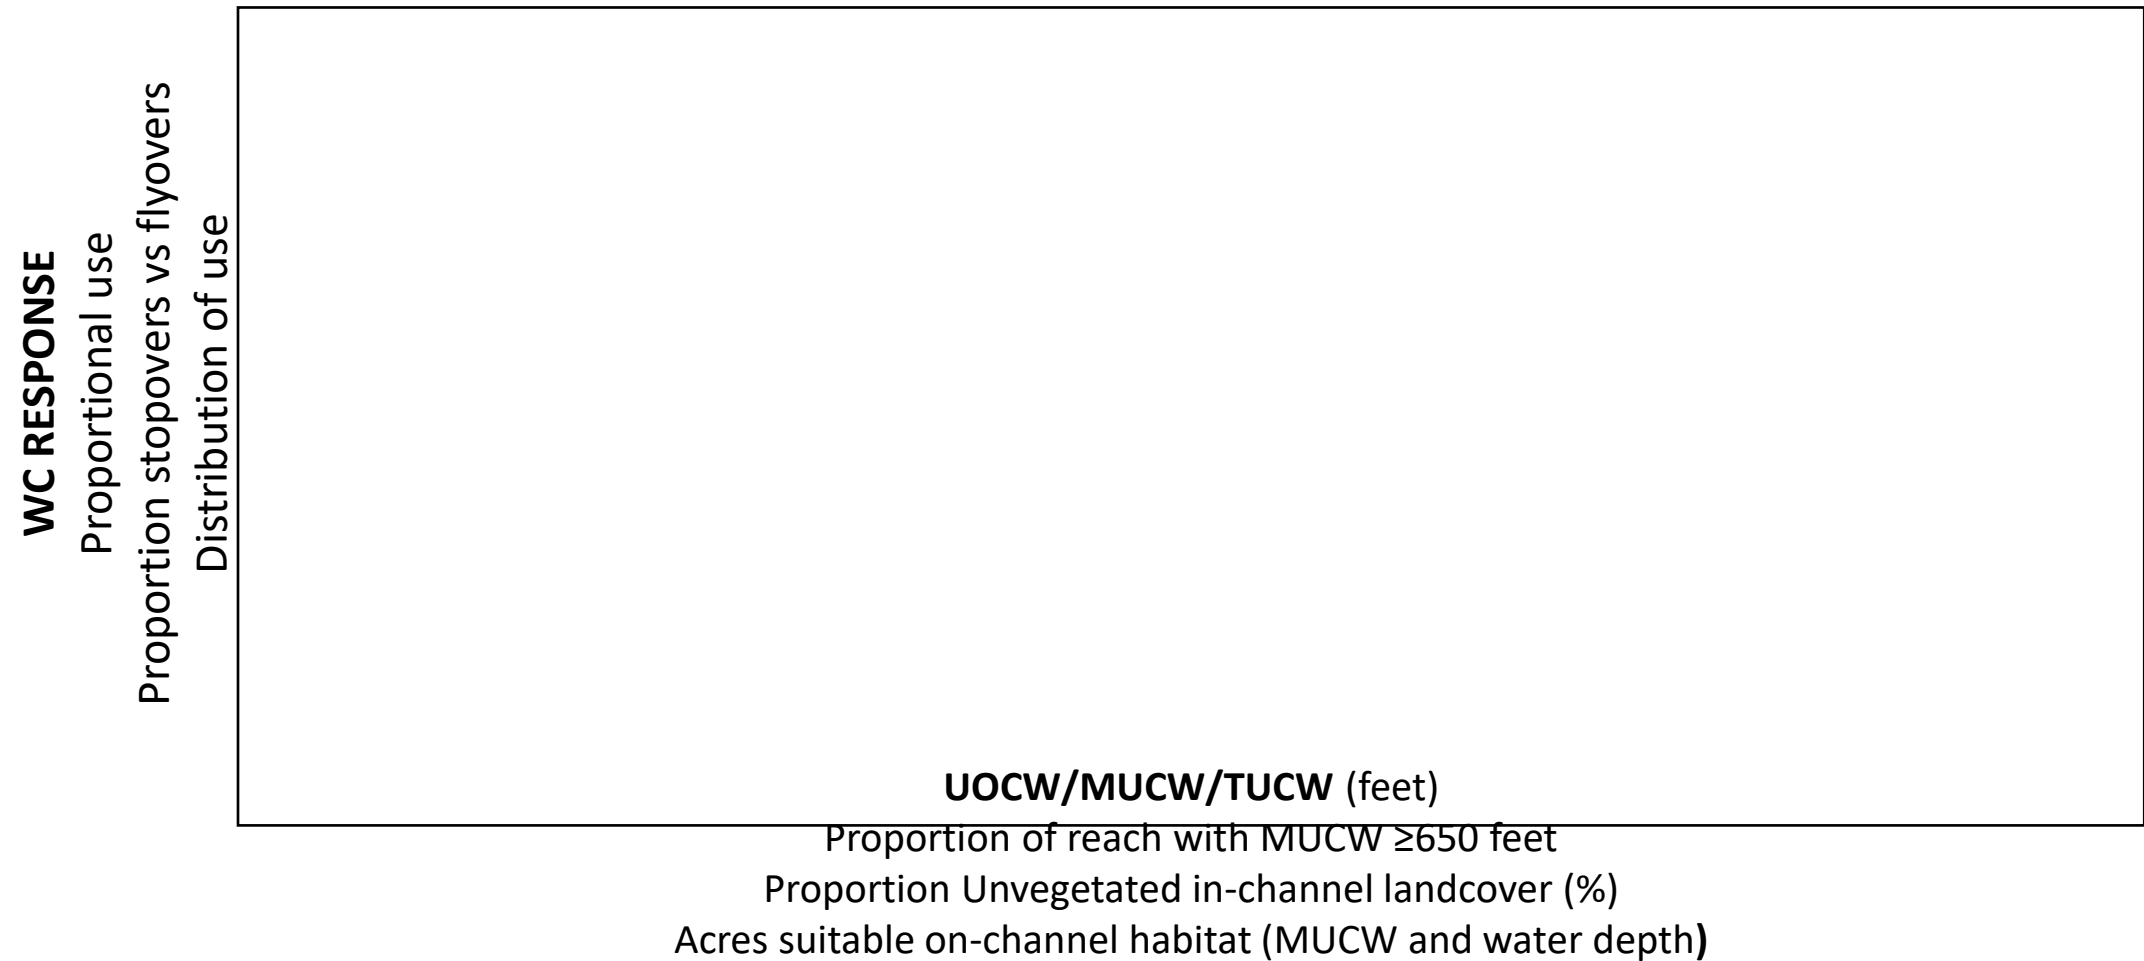 WC RESPONSE
Proportional use
Proportion stopovers vs flyovers
Distribution of use
UOCW/MUCW/TUCW (feet)
Proportion of reach with MUCW ≥650 feet
Proportion Unvegetated in-channel landcover (%)
Acres suitable on-channel habitat (MUCW and water depth)